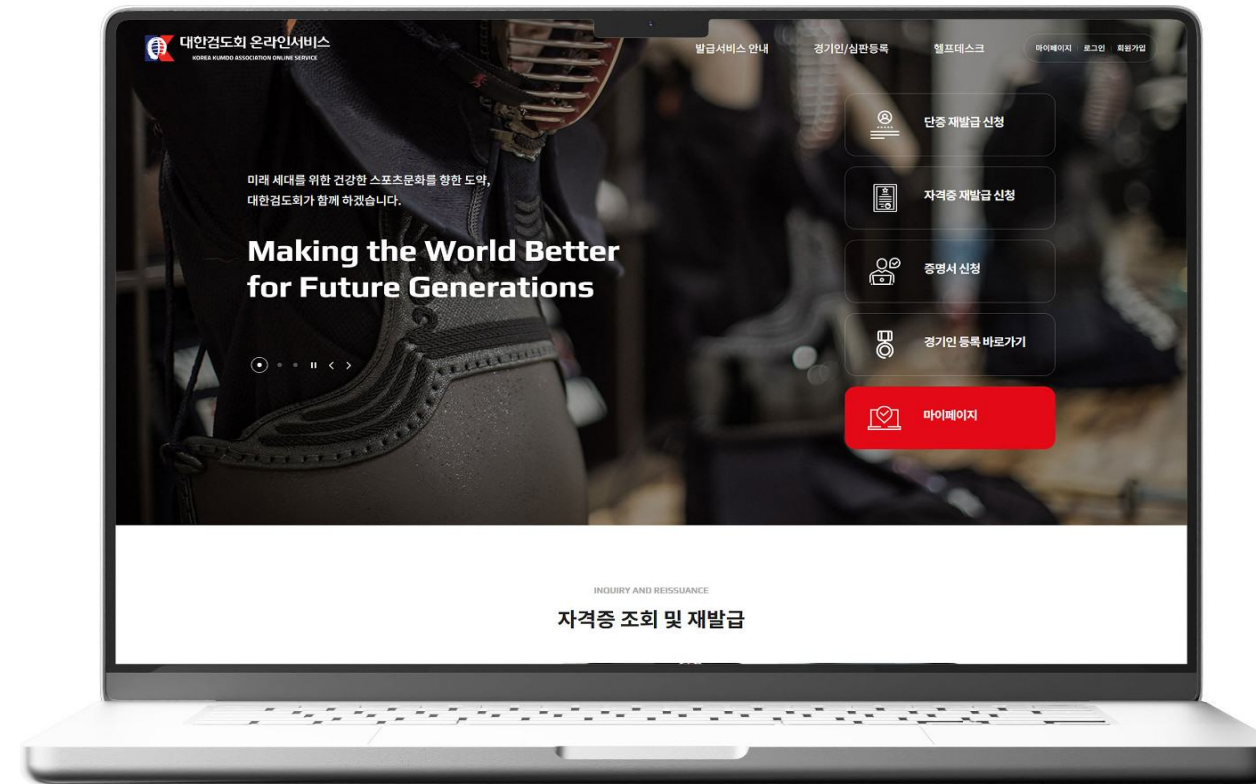 대한검도회 온라인서비스
KOREA KUMDO ASSOCIATION ONLINE SERVICE
발급서비스 안내
경기인/심판등록
헬프데스크
마이페이지
로그인
회원가입
미래 세대를 위한 건강한 스포츠문화를 향한 도약,
대한검도회가 함께 하겠습니다.
Making the World Better
for Future Generations
단증 재발급 신청
자격증 재발급 신청
증명서 신청
경기인 등록 바로가기
마이페이지
INQUIRY AND REISSUANCE
자격증 조회 및 재발급